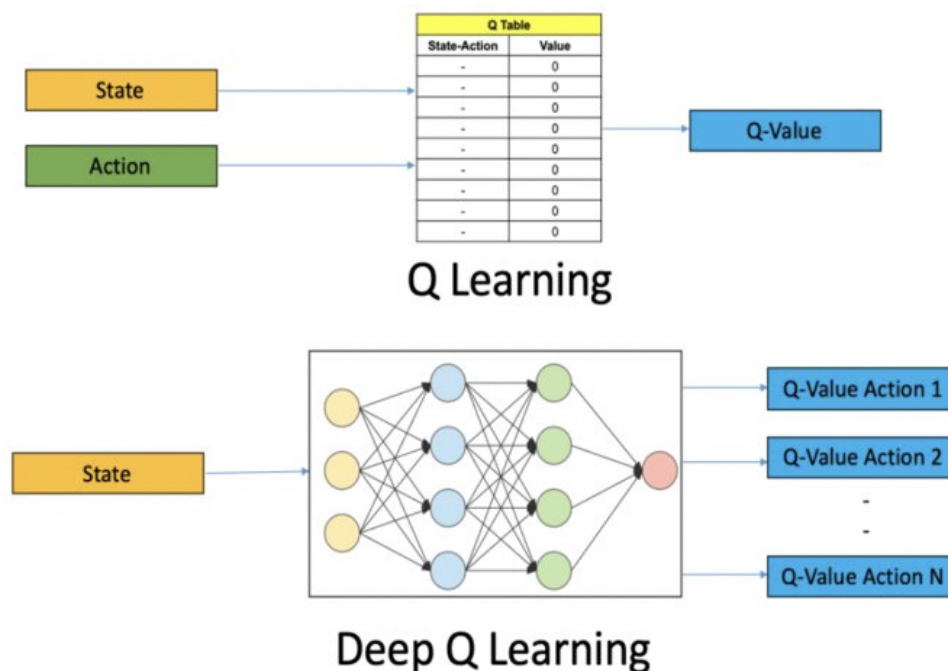 Q Table
State-Action Value
- 0
- 0
- 0
- 0
- 0
- 0
- 0
- 0
- 0
State
Action
Q-Value
Q Learning
State
Q-Value Action 1
Q-Value Action 2
-
-
Q-Value Action N
Deep Q Learning